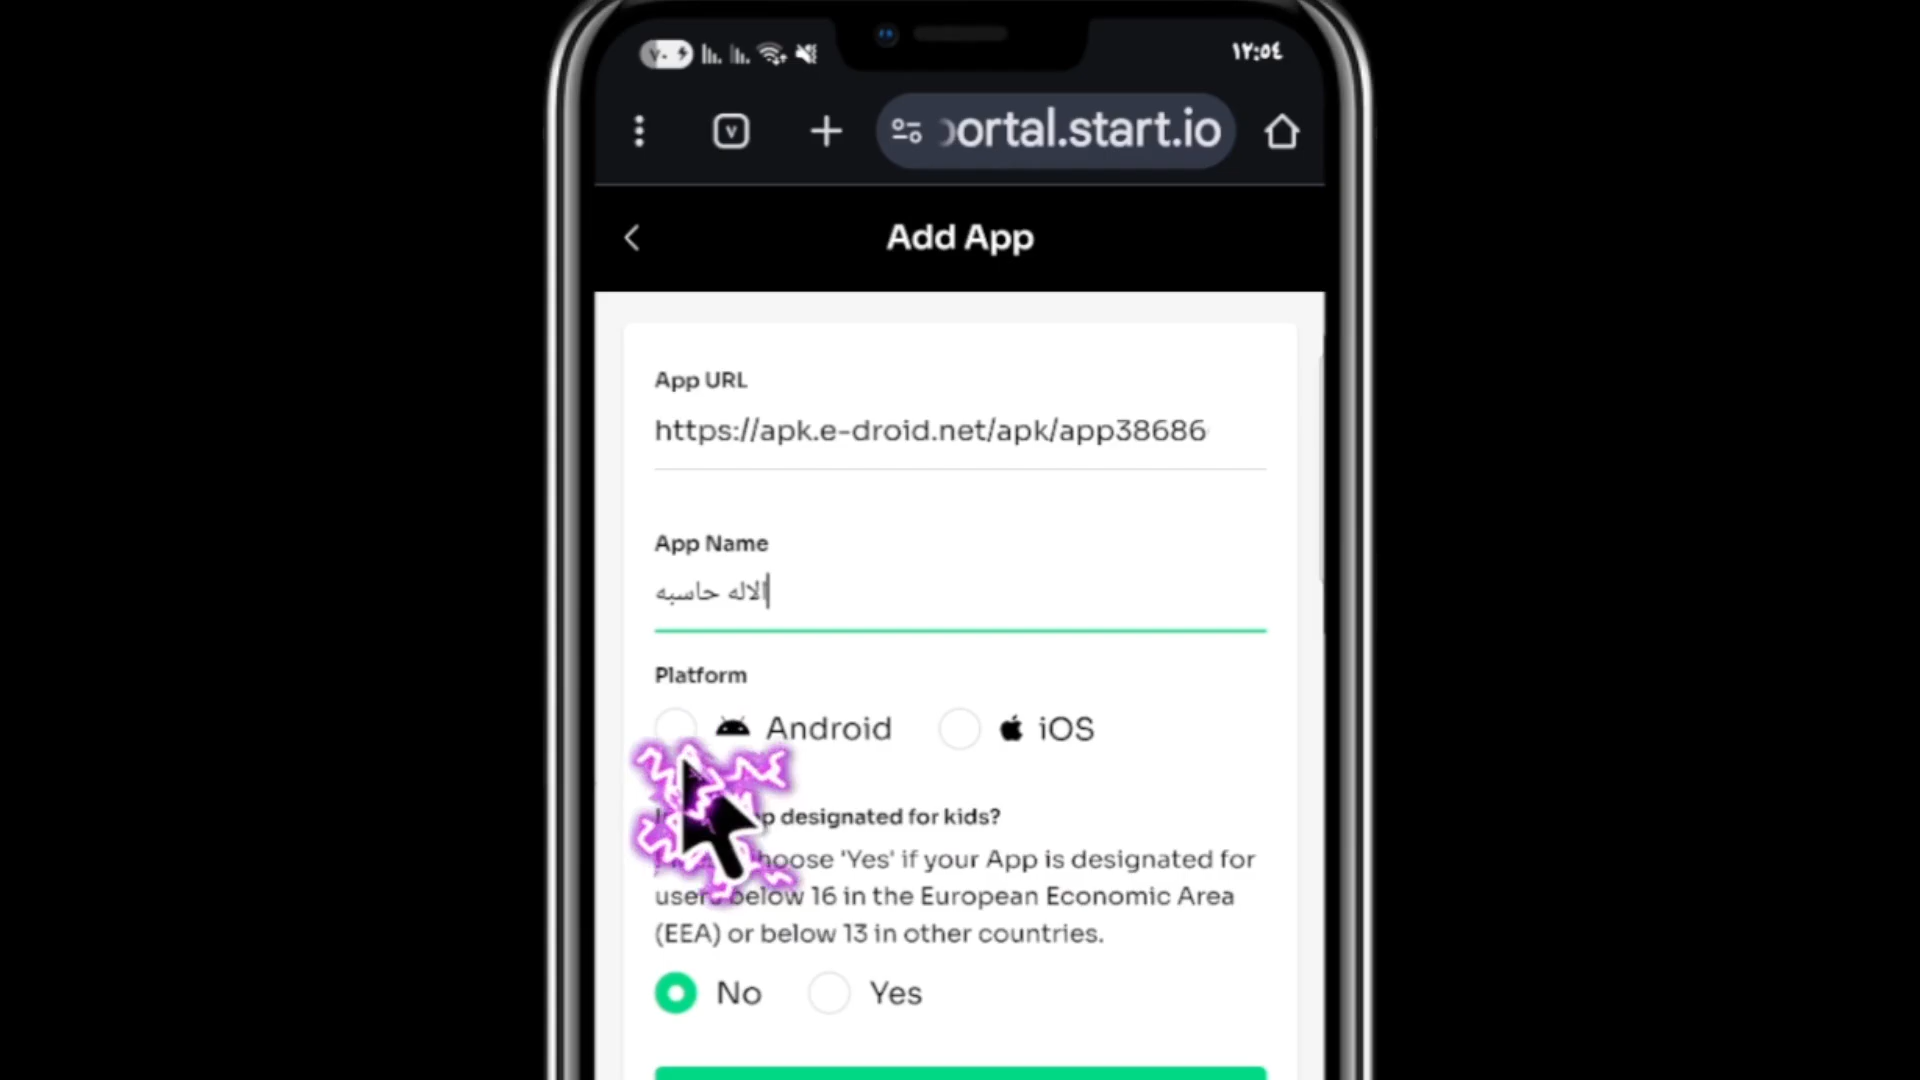 ١٢:٥٤
٧
ortal.start.io
Add App
App URL
https://apk.e-droid.net/apk/app38686
App Name
الاله حاسبه
Platform
Android
iOS
designated for kids?
'Yes' if your App is designated for
below 16 in the European Economic Area
(EEA) or below 13 in other countries.
No
Yes